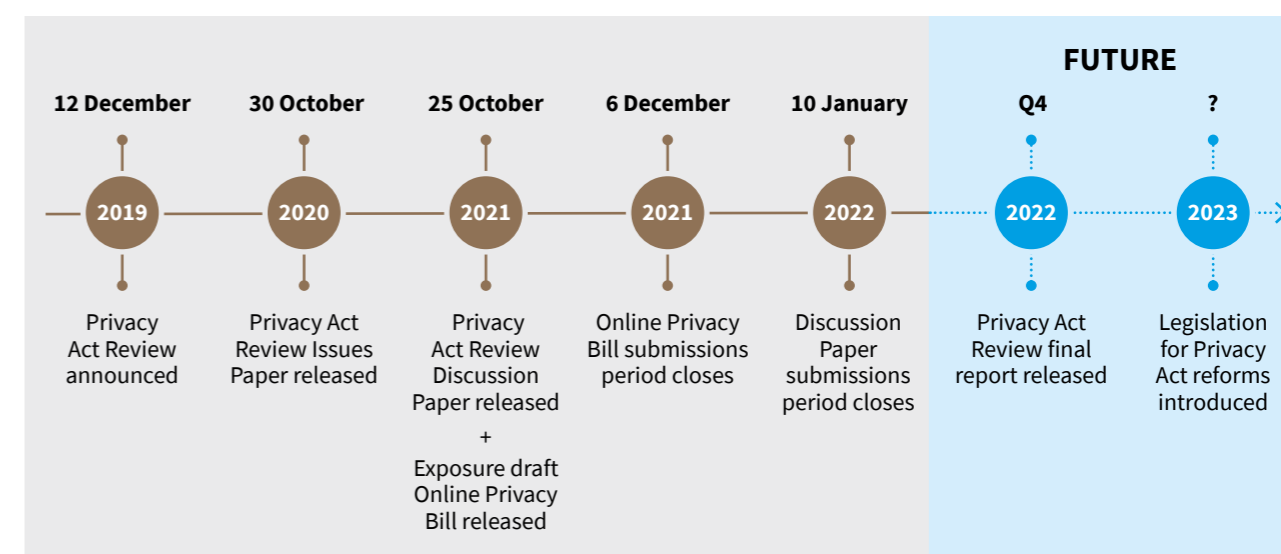 FUTURE
12 December
2019
Privacy
Act Review
announced
30 October
2020
Privacy Act
Review Issues
Paper released
25 October
2021
Privacy
Act Review
Discussion
Paper released
+
Exposure draft
Online Privacy
Bill released
6 December
2021
Online Privacy
Bill submissions
period closes
10 January
2022
Discussion
Paper
submissions
period closes
Q4
2022
Privacy Act
Review final
report released
?
2023
Legislation
for Privacy
Act reforms
introduced